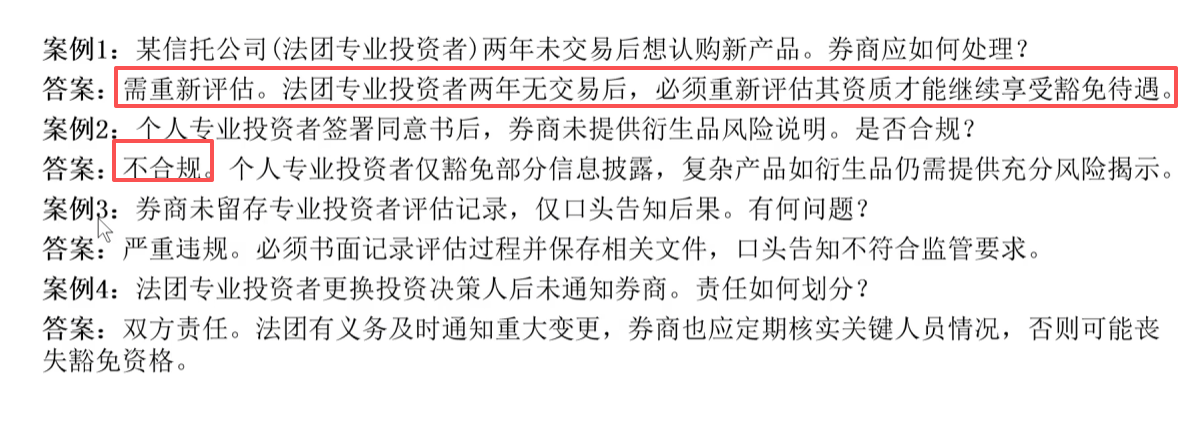 案例1：某信托公司(法团专业投资者)两年未交易后想认购新产品。券商应如何处理？
答案：需重新评估。法团专业投资者两年无交易后，必须重新评估其资质才能继续享受豁免待遇。
案例2：个人专业投资者签署同意书后，券商未提供衍生品风险说明。是否合规？
答案：不合规。个人专业投资者仅豁免部分信息披露，复杂产品如衍生品仍需提供充分风险揭示。
案例3：券商未留存专业投资者评估记录，仅口头告知后果。有何问题？
答案：严重违规。必须书面记录评估过程并保存相关文件，口头告知不符合监管要求。
案例4：法团专业投资者更换投资决策人后未通知券商。责任如何划分？
答案：双方责任。法团有义务及时通知重大变更，券商也应定期核实关键人员情况，否则可能丧
失豁免资格。